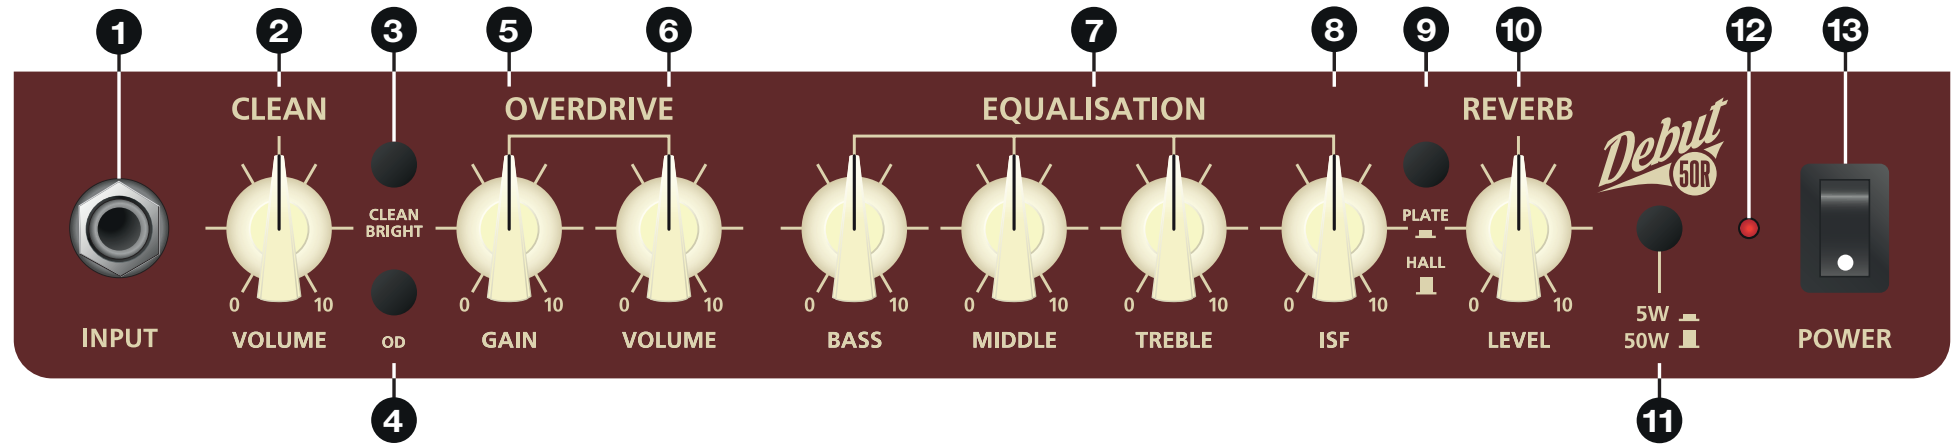 1 2 3 5 6 7 8 9 10 12 13
CLEAN OVERDRIVE EQUALISATION REVERB
Debut
50R
CLEAN
BRIGHT
PLATE
HALL
0 10 0 10 0 10 0 10 0 10 0 10 0 10 0 10
5W
50W
INPUT VOLUME OD GAIN VOLUME BASS MIDDLE TREBLE ISF LEVEL POWER
4 11